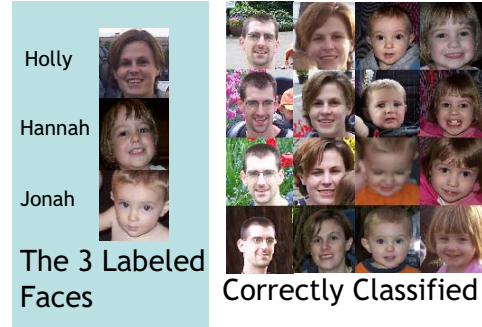 Holly
Hannah
Jonah
The 3 Labeled
Faces
Correctly Classified